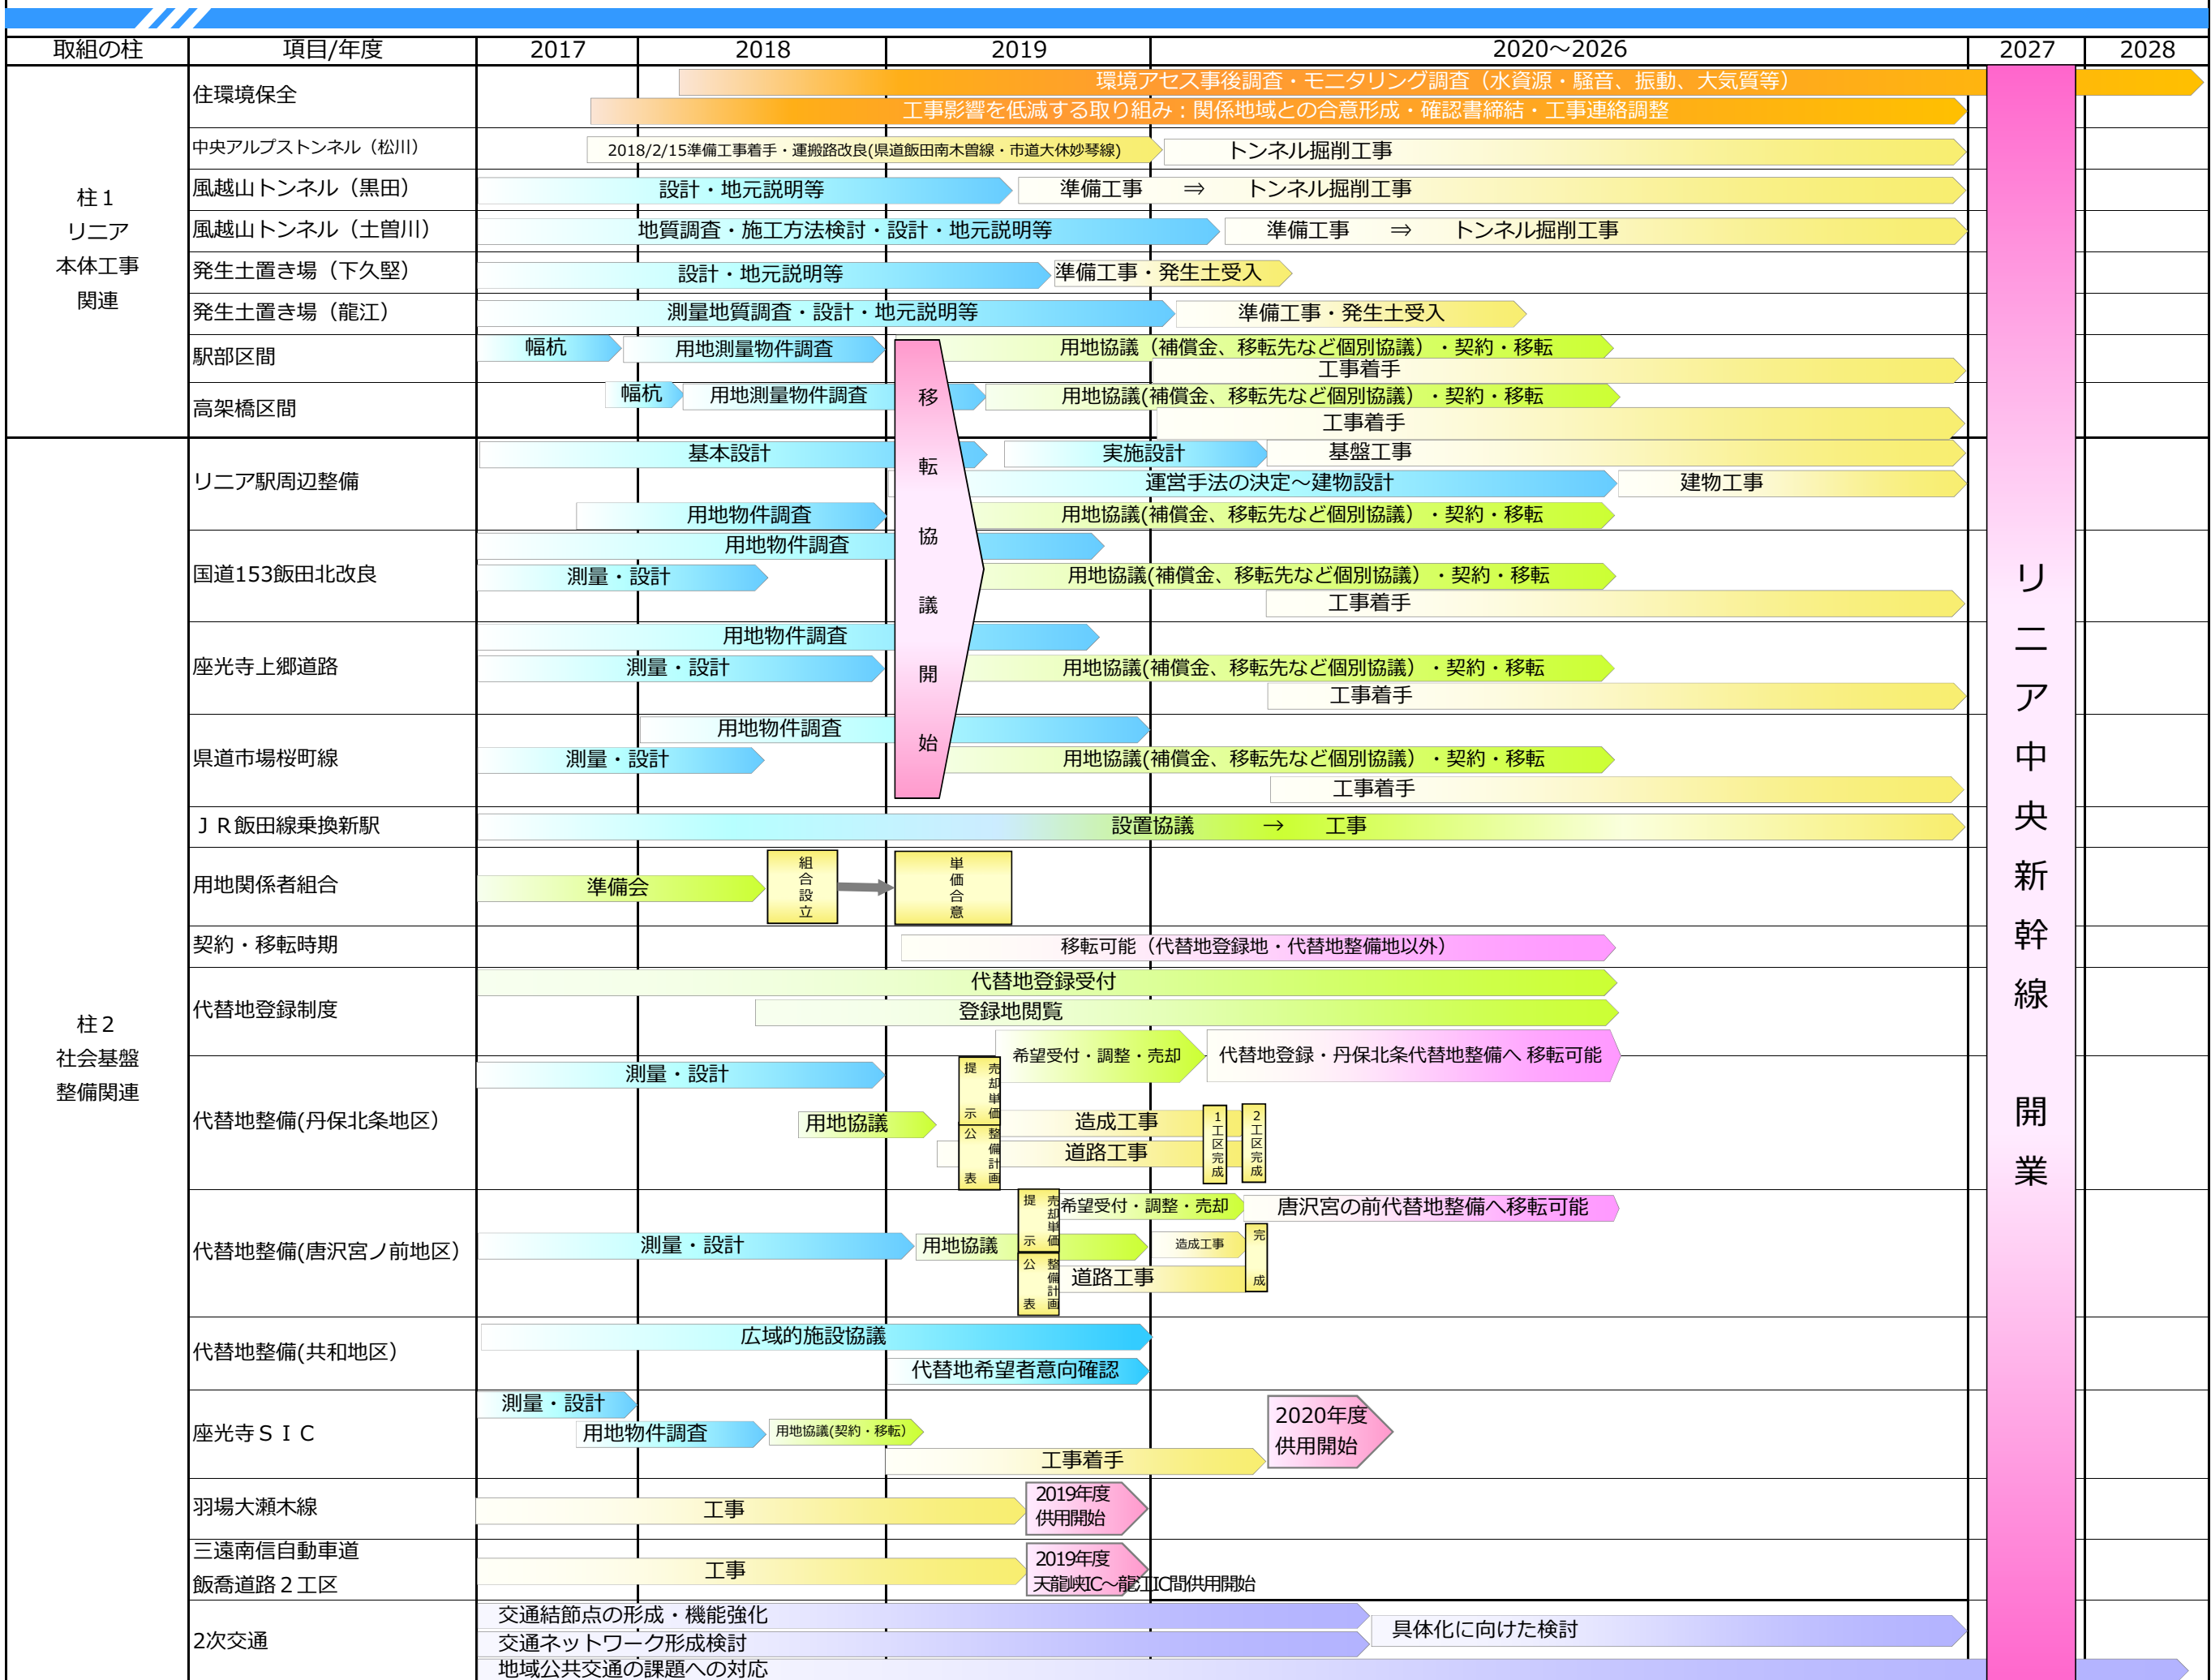 取組の柱 項目/年度 2017 2018 2019 2020～2026 2027 2028
柱１
リニア
本体工事
関連
住環境保全
環境アセス事後調査・モニタリング調査（水資源・騒音、振動、大気質等）
工事影響を低減する取り組み：関係地域との合意形成・確認書締結・工事連絡調整
中央アルプストンネル（松川）
2018/2/15準備工事着手・運搬路改良(県道飯田南木曽線・市道大休妙琴線)
トンネル掘削工事
風越山トンネル（黒田）
設計・地元説明等
準備工事　⇒　トンネル掘削工事
風越山トンネル（土曽川）
地質調査・施工方法検討・設計・地元説明等
準備工事　⇒　トンネル掘削工事
発生土置き場（下久堅）
設計・地元説明等
準備工事・発生土受入
発生土置き場（龍江）
測量地質調査・設計・地元説明等
準備工事・発生土受入
駅部区間
幅杭
用地測量物件調査
用地協議（補償金、移転先など個別協議）・契約・移転
工事着手
高架橋区間
幅杭
用地測量物件調査
用地協議(補償金、移転先など個別協議）・契約・移転
工事着手
移転協議開始
リニア中央新幹線　開業
柱２
社会基盤
整備関連
リニア駅周辺整備
基本設計
実施設計
基盤工事
運営手法の決定～建物設計
建物工事
用地物件調査
用地協議(補償金、移転先など個別協議）・契約・移転
国道153飯田北改良
用地物件調査
測量・設計
用地協議(補償金、移転先など個別協議）・契約・移転
工事着手
座光寺上郷道路
用地物件調査
測量・設計
用地協議(補償金、移転先など個別協議）・契約・移転
工事着手
県道市場桜町線
用地物件調査
測量・設計
用地協議(補償金、移転先など個別協議）・契約・移転
工事着手
ＪＲ飯田線乗換新駅
設置協議　→　工事
用地関係者組合
準備会
組合設立
単価合意
契約・移転時期
移転可能（代替地登録地・代替地整備地以外）
代替地登録制度
代替地登録受付
登録地閲覧
希望受付・調整・売却
代替地登録・丹保北条代替地整備へ 移転可能
代替地整備(丹保北条地区）
測量・設計
用地協議
売却単価
提示
整備計画
公表
造成工事
道路工事
1工区完成
2工区完成
代替地整備(唐沢宮ノ前地区）
測量・設計
用地協議
売却単価
提示
整備計画
公表
希望受付・調整・売却
唐沢宮の前代替地整備へ移転可能
造成工事
道路工事
完成
代替地整備(共和地区）
広域的施設協議
代替地希望者意向確認
座光寺ＳＩＣ
測量・設計
用地物件調査
用地協議(契約・移転）
工事着手
2020年度
供用開始
羽場大瀬木線
工事
2019年度
供用開始
三遠南信自動車道
飯喬道路２工区
工事
2019年度
天龍峡IC～龍江IC間供用開始
2次交通
交通結節点の形成・機能強化
交通ネットワーク形成検討
具体化に向けた検討
地域公共交通の課題への対応